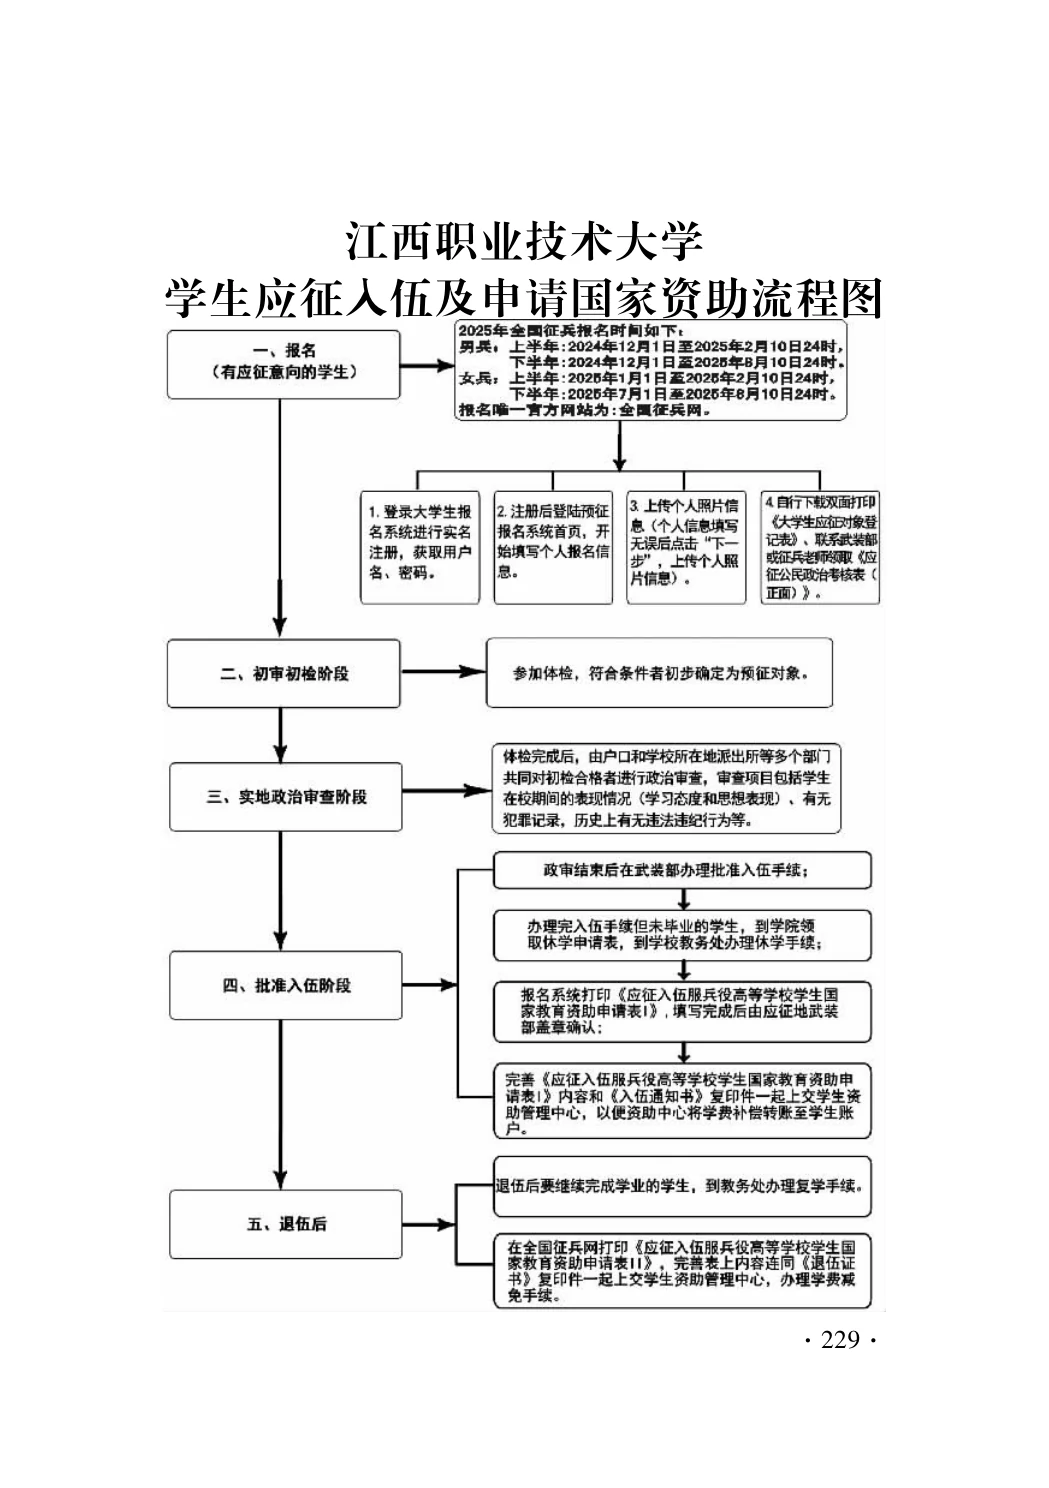 江西职业技术大学
学生应征入伍及申请国家资助流程图
一、报名
（有应征意向的学生）
2025年全国征兵报名时间如下：
男兵：上半年：2024年12月1日至2025年2月10日24时，
下半年：2024年12月1日至2025年8月10日24时。
女兵：上半年：2025年1月1日至2025年2月10日24时，
下半年：2025年7月1日至2025年8月10日24时。
报名唯一官方网站为：全国征兵网。
1. 登录大学生报
名系统进行实名
注册，获取用户
名、密码。
2. 注册后登陆预征
报名系统首页，开
始填写个人报名信
息。
3. 上传个人照片信
息（个人信息填写
无误后点击“下一
步”，上传个人照
片信息）。
4. 自行下载双面打印
《大学生应征对象登
记表》、联系武装部
或征兵老师领取《应
征公民政治考核表（
正面）》。
二、初审初检阶段
参加体检，符合条件者初步确定为预征对象。
三、实地政治审查阶段
体检完成后，由户口和学校所在地派出所等多个部门
共同对初检合格者进行政治审查，审查项目包括学生
在校期间的表现情况（学习态度和思想表现）、有无
犯罪记录，历史上有无违法违纪行为等。
四、批准入伍阶段
政审结束后在武装部办理批准入伍手续；
办理完入伍手续但未毕业的学生，到学院领
取休学申请表，到学校教务处办理休学手续；
报名系统打印《应征入伍服兵役高等学校学生国
家教育资助申请表I》，填写完成后由应征地武装
部盖章确认；
完善《应征入伍服兵役高等学校学生国家教育资助申
请表I》内容和《入伍通知书》复印件一起上交学生资
助管理中心，以便资助中心将学费补偿转账至学生账
户。
五、退伍后
退伍后要继续完成学业的学生，到教务处办理复学手续。
在全国征兵网打印《应征入伍服兵役高等学校学生国
家教育资助申请表II》，完善表上内容连同《退伍证
书》复印件一起上交学生资助管理中心，办理学费减
免手续。
· 229 ·